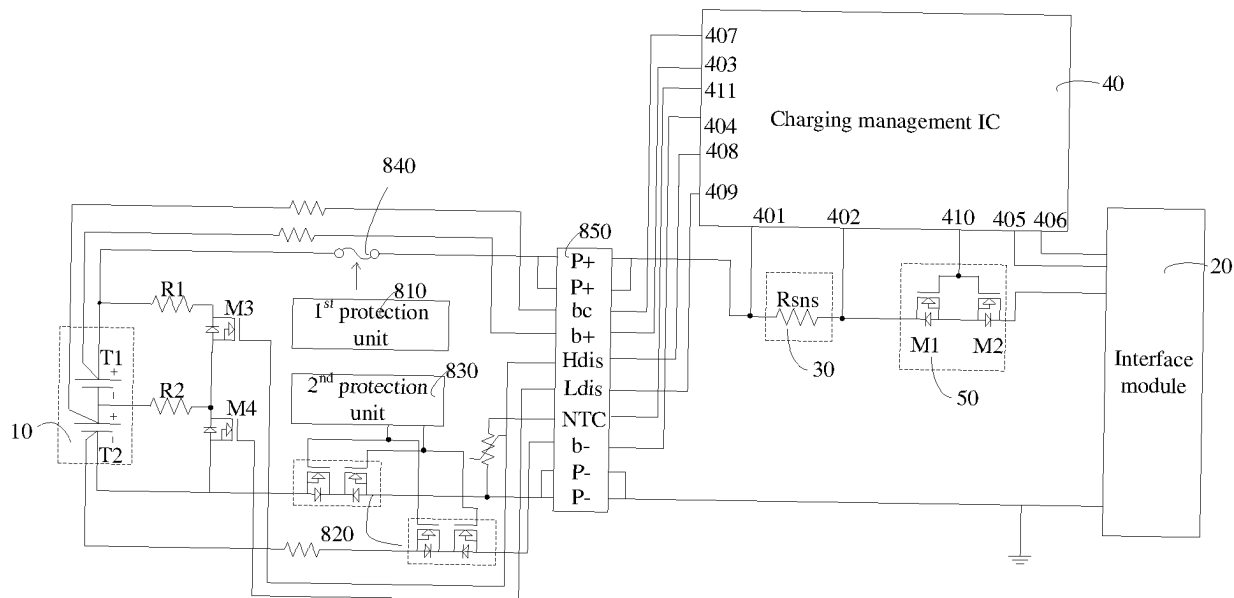 407
403
411
404
408
409
Charging management IC
40
401
402
410
405
406
840
850
P+
P+
bc
b+
Hdis
Ldis
NTC
b-
P-
P-
20
Interface
module
Rsns
30
M1
M2
50
R1
M3
1st protection
unit
810
830
2nd protection
unit
T1
+
-
R2
M4
+
-
T2
10
820